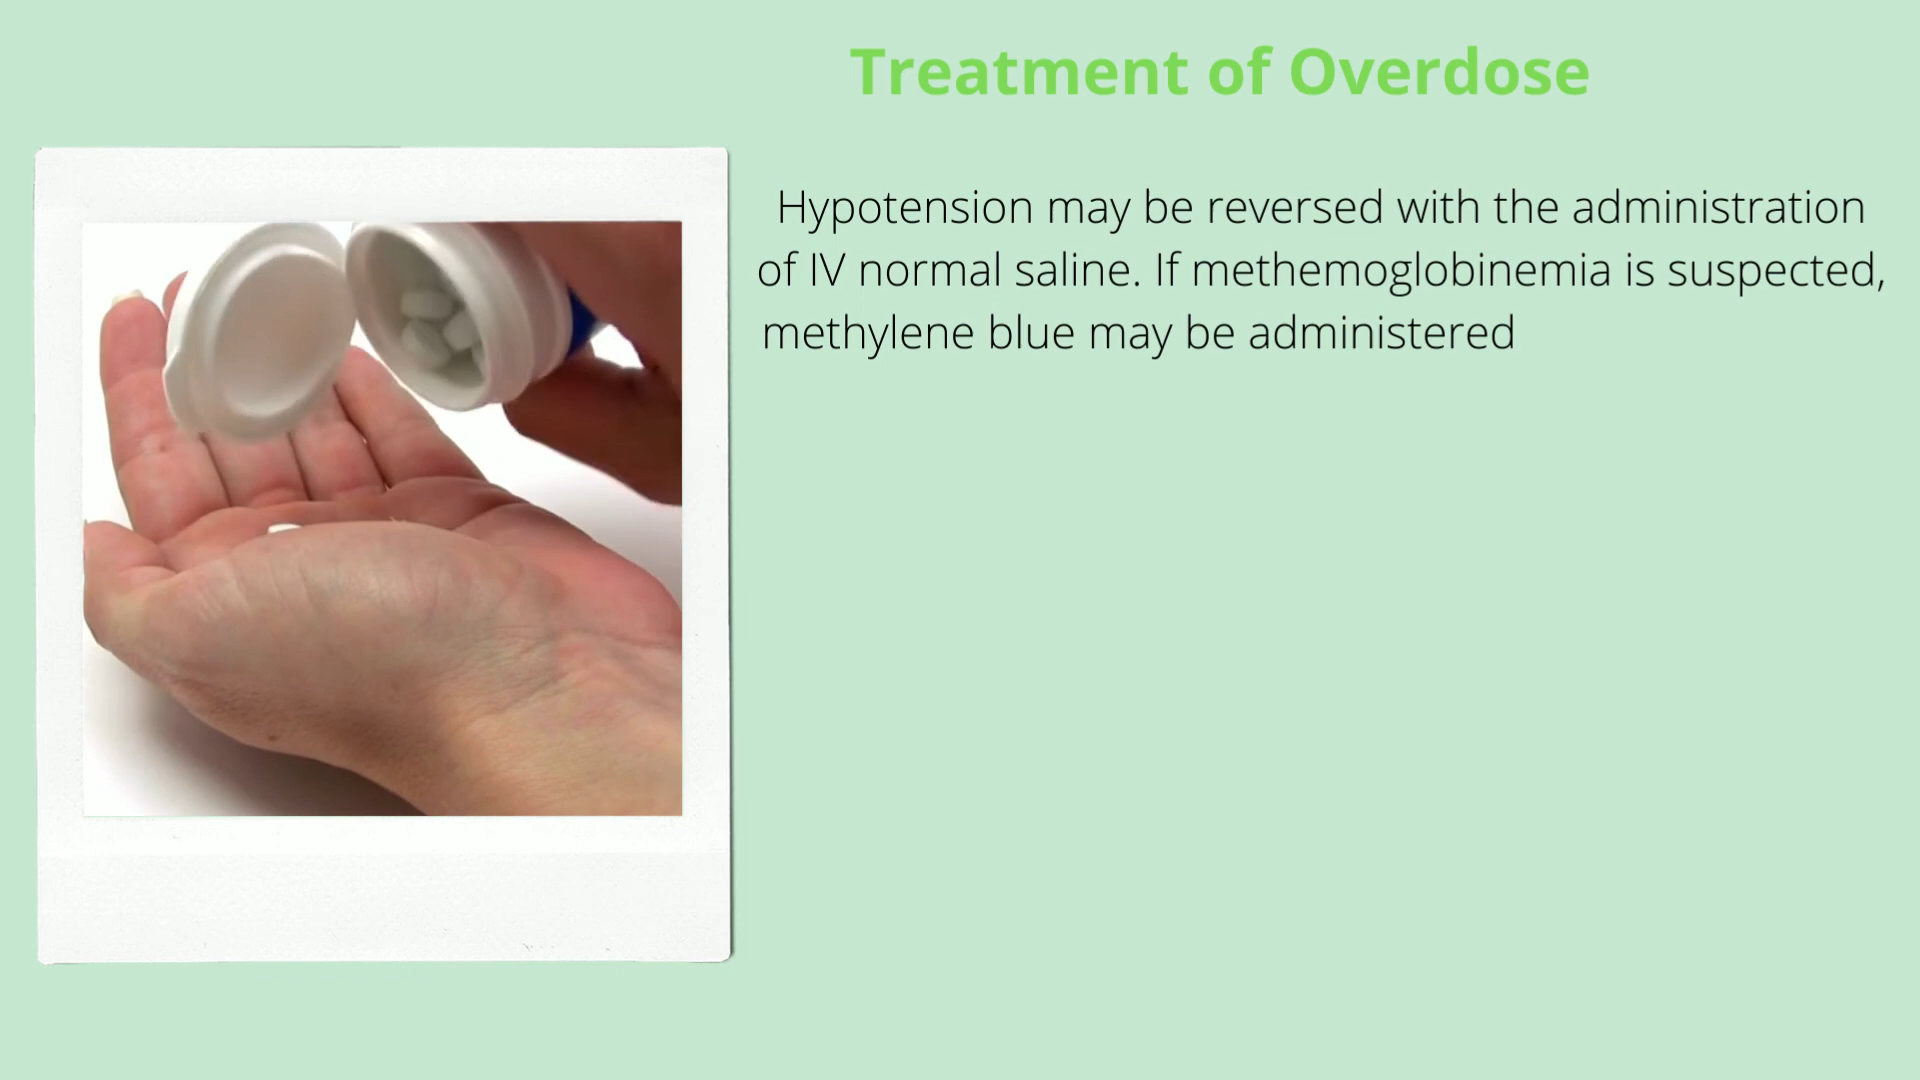 Treatment of Overdose
Hypotension may be reversed with the administration
of IV normal saline. If methemoglobinemia is suspected,
methylene blue may be administered